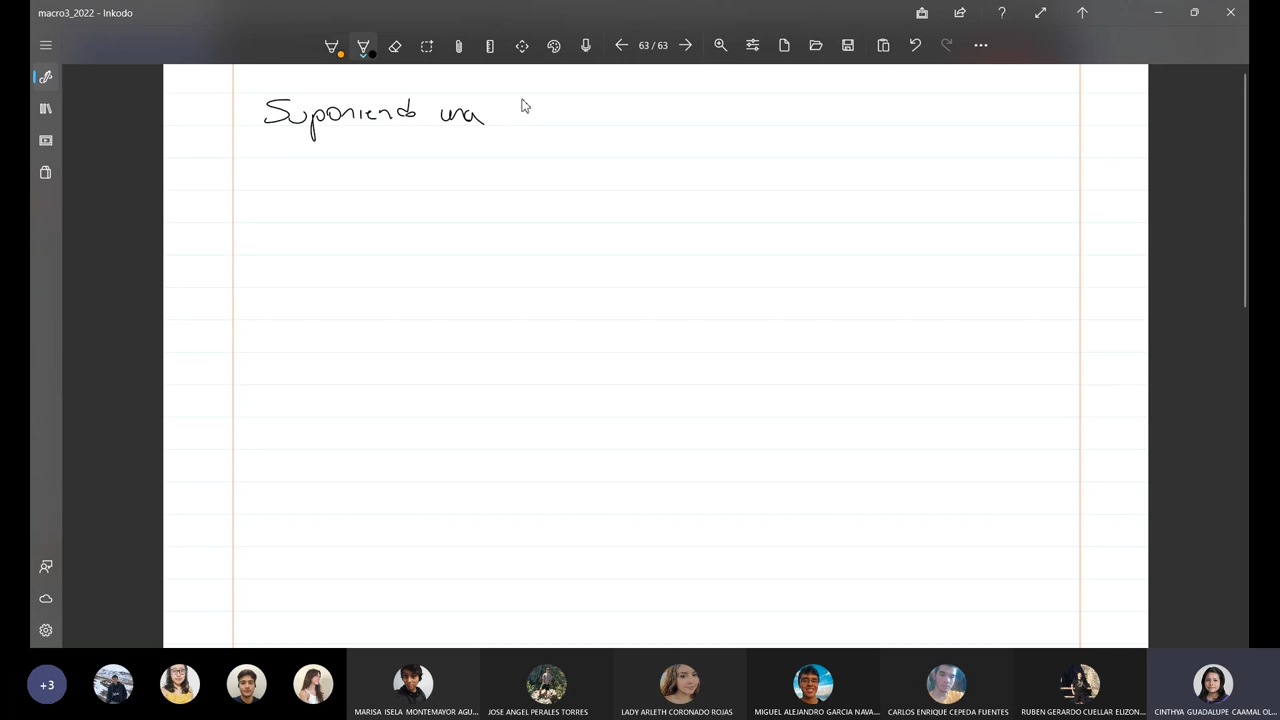 macro3_2022 - Inkodo
63 / 63
Suponiendo una
+3
MARISA ISELA MONTEMAYOR AGU...
JOSE ANGEL PERALES TORRES
LADY ARLETH CORONADO ROJAS
MIGUEL ALEJANDRO GARCIA NAVA...
CARLOS ENRIQUE CEPEDA FUENTES
RUBEN GERARDO CUELLAR ELIZON...
CINTHYA GUADALUPE CAAMAL OL...